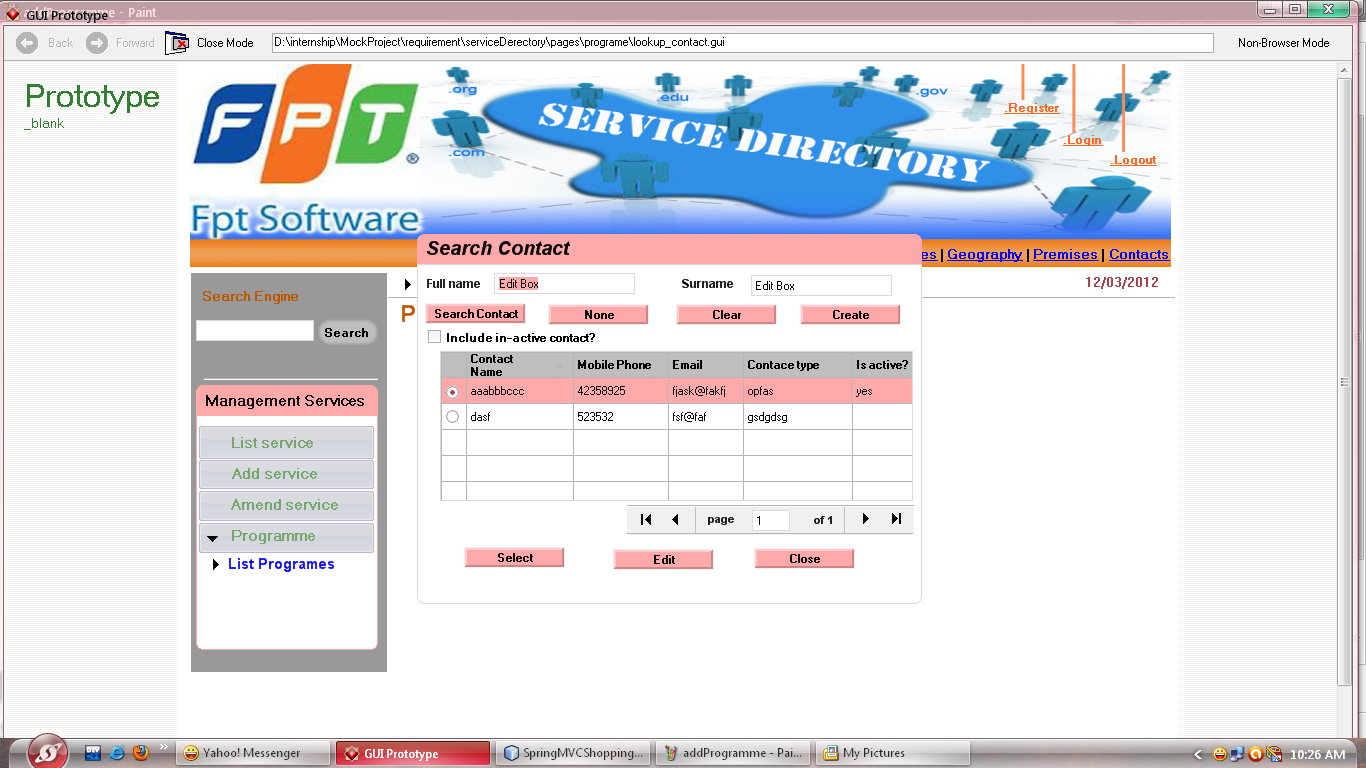 addProgramme - Paint
GUI Prototype
Back Forward Close Mode D:\internship\MockProject\requirement\serviceDerectory\pages\programe\lookup_contact.gui Non-Browser Mode
Prototype
_blank
FPT
®
Fpt Software
.org
.com
.edu
.gov
SERVICE DIRECTORY
.Register
.Login
.Logout
es | Geography | Premises | Contacts
12/03/2012
Search Engine
Search
Management Services
List service
Add service
Amend service
Programme
List Programes
P
Search Contact
Full name Edit Box Surname Edit Box
Search Contact None Clear Create
Include in-active contact?
Contact Name Mobile Phone Email Contace type Is active?
aaabbbccc 42358925 fjask@fakfj opfas yes
dasf 523532 fsf@faf gsdgdsg
page 1 of 1
Select Edit Close
Yahoo! Messenger GUI Prototype SpringMVCShopping... addProgramme - Pai... My Pictures 10:26 AM